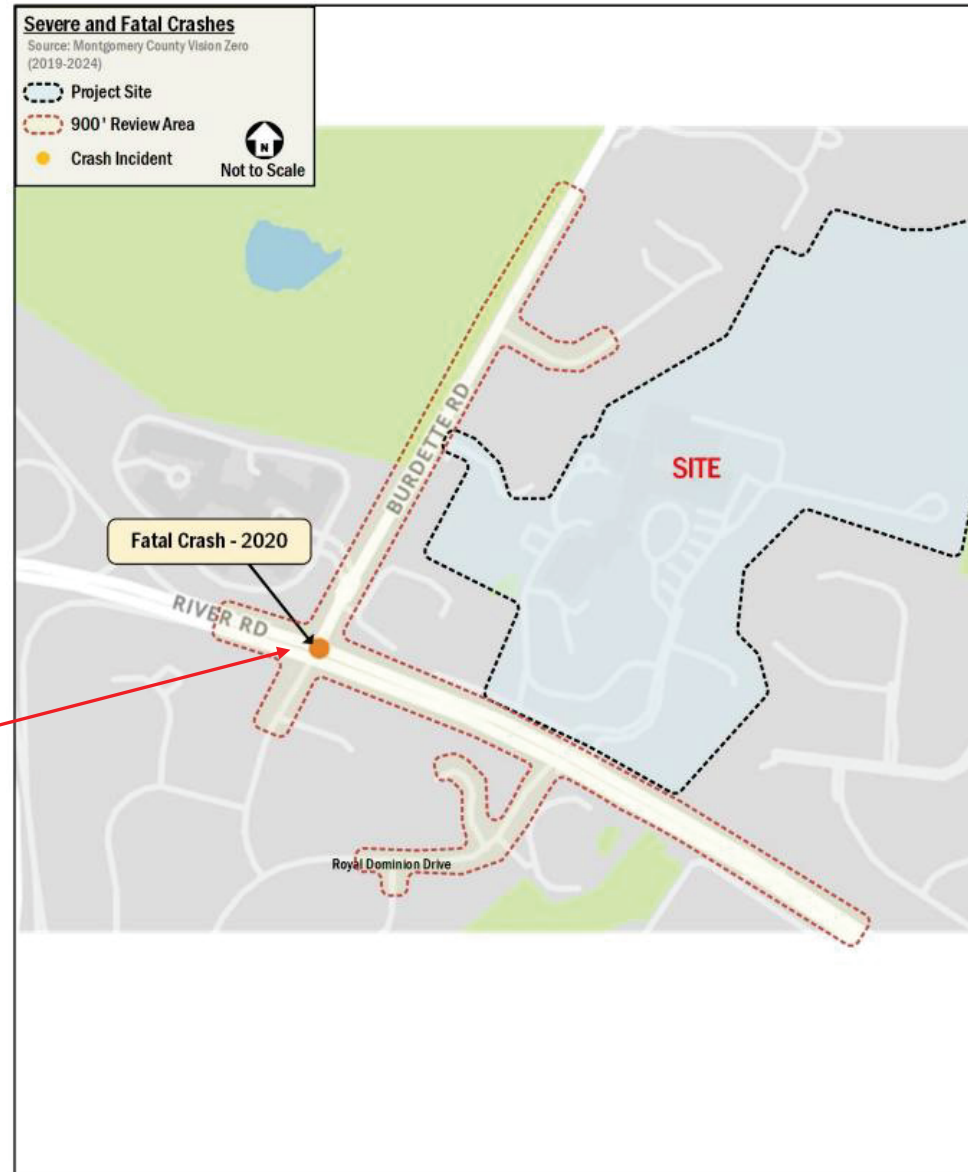 Severe and Fatal Crashes
Source: Montgomery County Vision Zero
(2019-2024)
Project Site
900' Review Area
Crash Incident
N
Not to Scale
BURDETTE RD
SITE
Fatal Crash - 2020
RIVER RD
Royal Dominion Drive